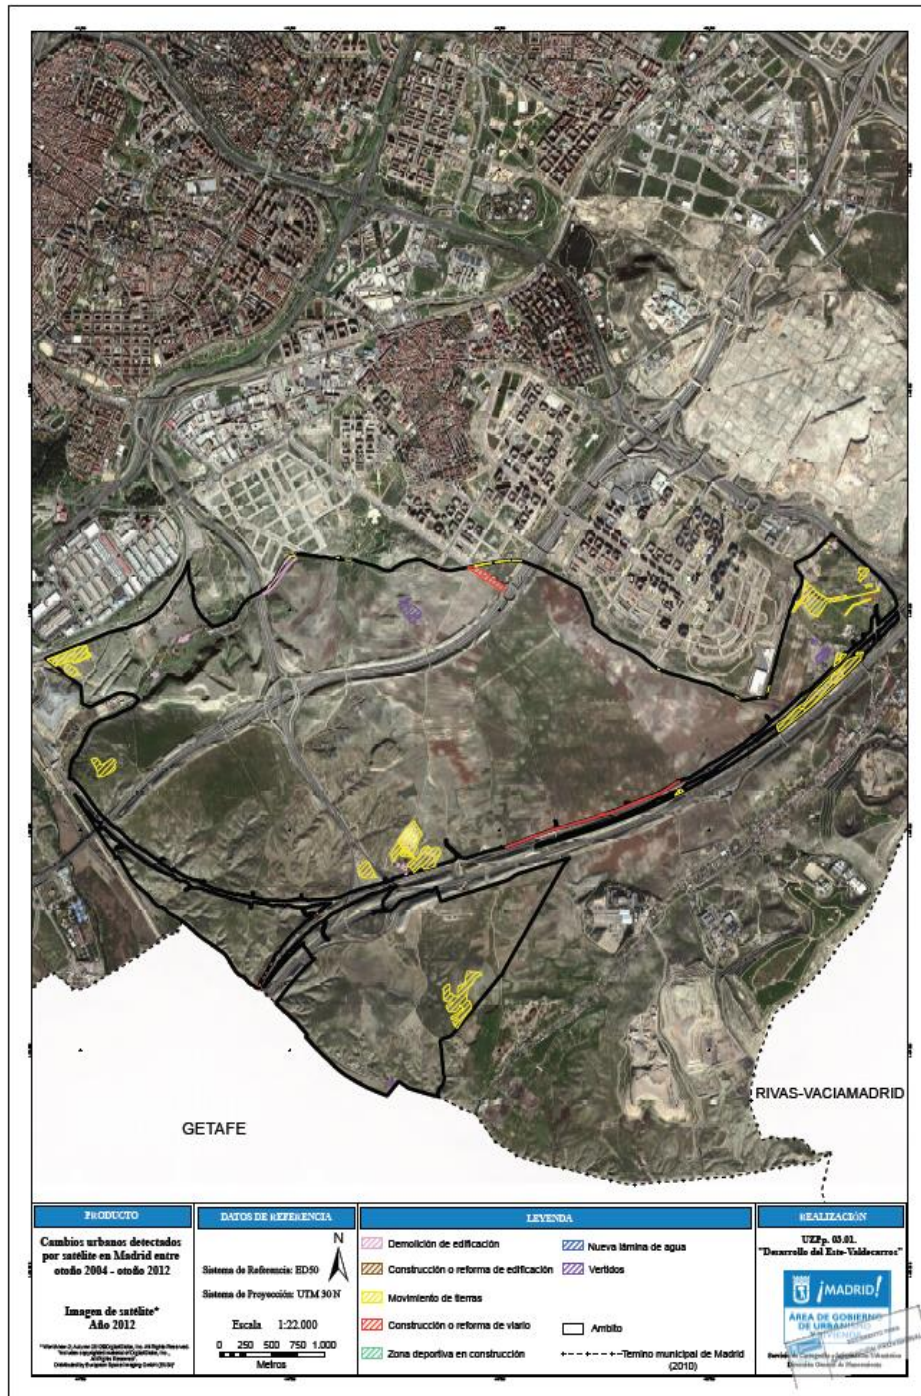 GETAFE
RIVAS-VACIAMADRID
PRODUCTO
Cambios urbanos detectados
por satélite en Madrid entre
otoño 2004 - otoño 2012
Imagen de satélite*
Año 2012
DATOS DE REFERENCIA
N
Sistema de Referencia: ED50
Sistema de Proyección: UTM 30 N
Escala 1:22.000
0 250 500 750 1.000
Metros
LEYENDA
Demolición de edificación
Construcción o reforma de edificación
Movimiento de tierras
Construcción o reforma de viario
Zona deportiva en construcción
Nueva lámina de agua
Vertidos
Ambito
Termino municipal de Madrid
(2010)
REALIZACIÓN
UZPp. 03.01.
"Desarrollo del Este-Valdecarros"
¡MADRID!
ÁREA DE GOBIERNO
DE URBANISMO
Y VIVIENDA